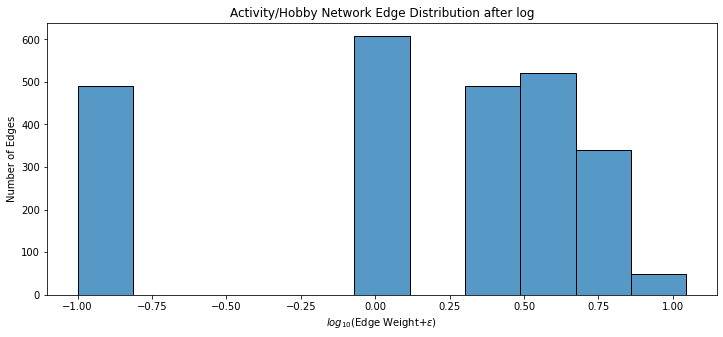 Activity/Hobby Network Edge Distribution after log
600
500
400
300
200
100
0
Number of Edges
−1.00 −0.75 −0.50 −0.25 0.00 0.25 0.50 0.75 1.00
log₁₀(Edge Weight+ε)